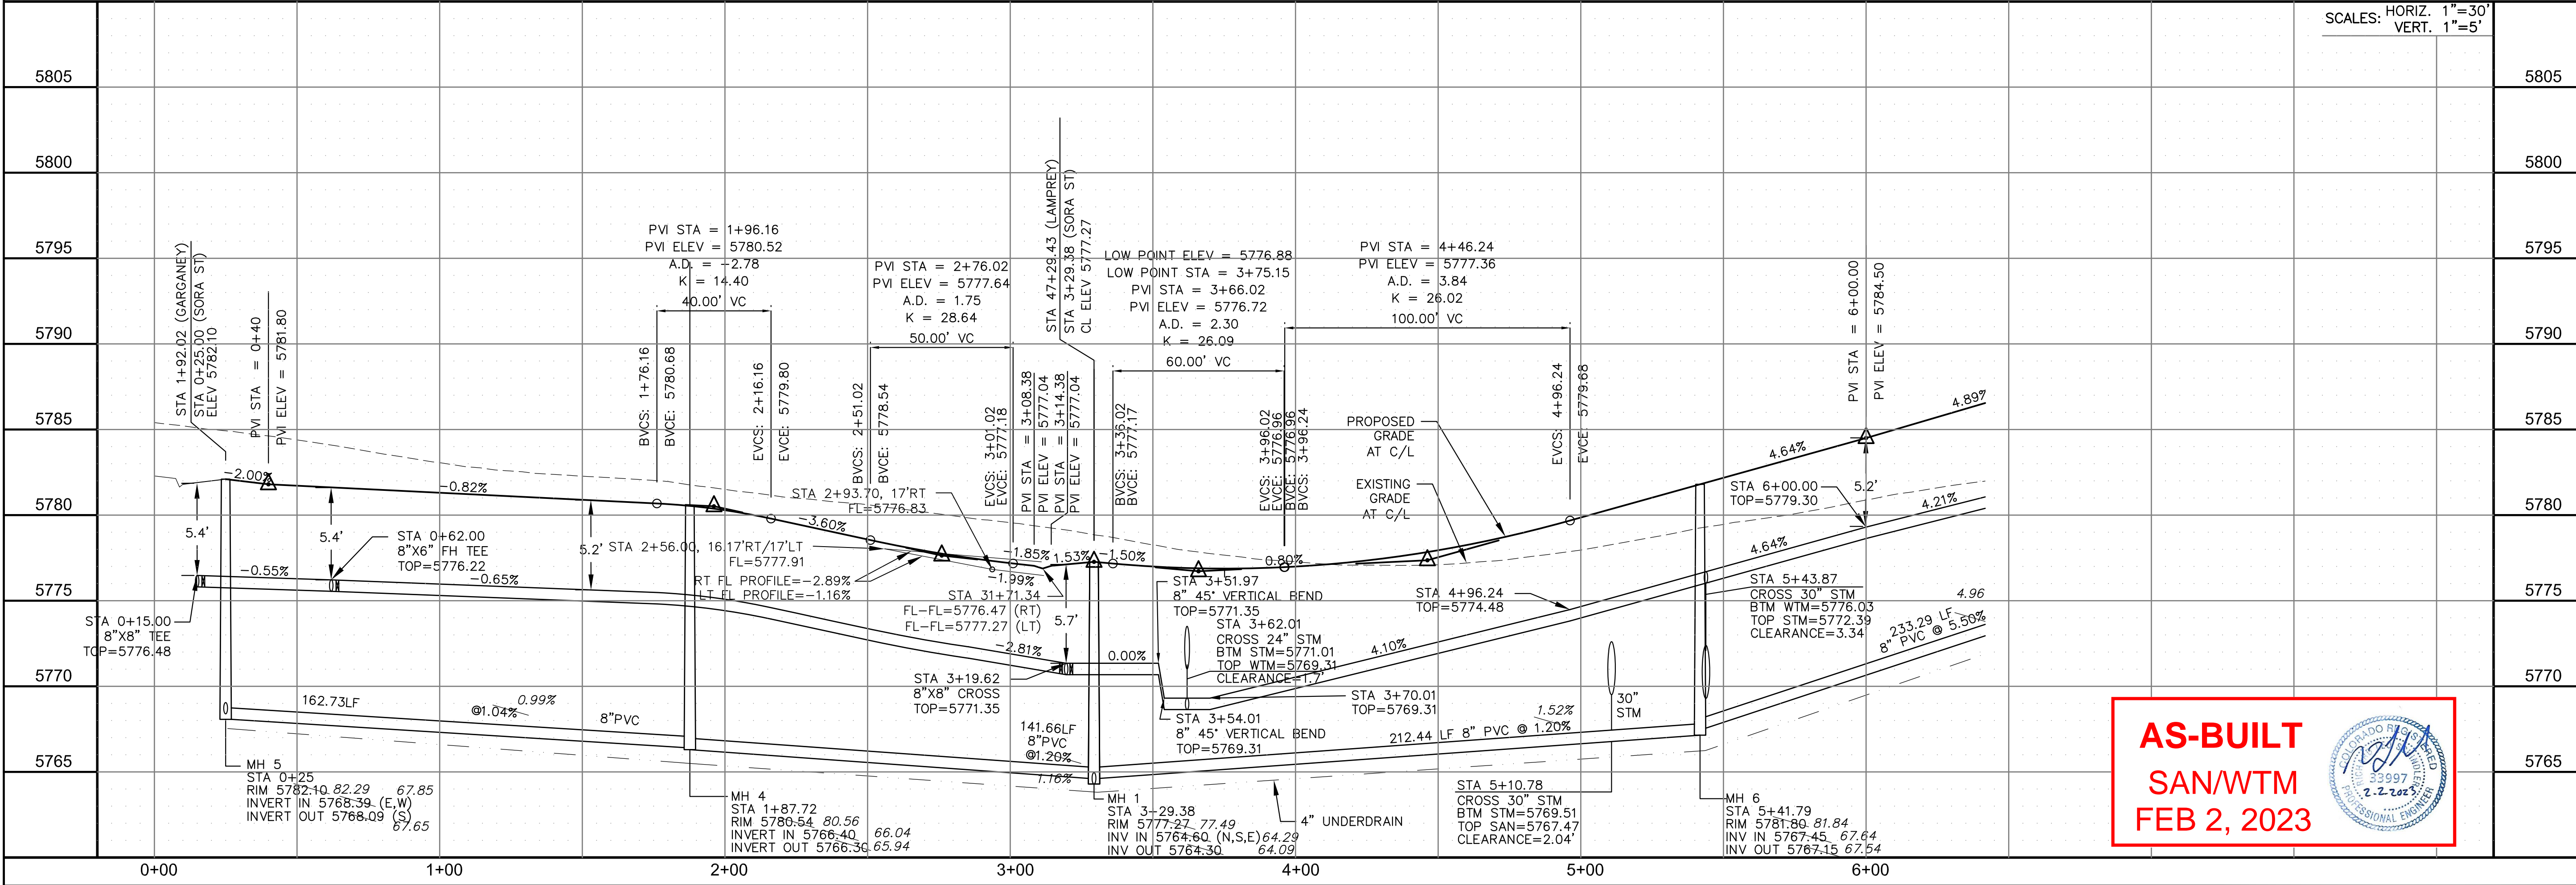 SCALES: HORIZ. 1"=30'
VERT. 1"=5'
5805
5800
5795
5790
5785
5780
5775
5770
5765
5805
5800
5795
5790
5785
5780
5775
5770
5765
STA 1+92.02 (GARGANEY)
STA 0+25.00 (SORA ST)
ELEV 5782.10
PVI STA = 0+40
PVI ELEV = 5781.80
PVI STA = 1+96.16
PVI ELEV = 5780.52
A.D. = -2.78
K = 14.40
40.00' VC
BVCS: 1+76.16
BVCE: 5780.68
EVCS: 2+16.16
EVCE: 5779.80
PVI STA = 2+76.02
PVI ELEV = 5777.64
A.D. = 1.75
K = 28.64
50.00' VC
BVCS: 2+51.02
BVCE: 5778.54
EVCS: 3+01.02
EVCE: 5777.18
PVI STA = 3+08.38
PVI ELEV = 5777.04
PVI STA = 3+14.38
PVI ELEV = 5777.04
STA 47+29.43 (LAMPREY)
STA 3+29.38 (SORA ST)
CL ELEV 5777.27
LOW POINT ELEV = 5776.88
LOW POINT STA = 3+75.15
PVI STA = 3+66.02
PVI ELEV = 5776.72
A.D. = 2.30
K = 26.09
60.00' VC
BVCS: 3+36.02
BVCE: 5777.17
EVCS: 3+96.02
EVCE: 5776.96
BVCE: 5776.96
BVCS: 3+96.24
PVI STA = 4+46.24
PVI ELEV = 5777.36
A.D. = 3.84
K = 26.02
100.00' VC
EVCS: 4+96.24
EVCE: 5779.68
PVI STA = 6+00.00
PVI ELEV = 5784.50
-2.00%
-0.82%
-3.60%
-1.85%
1.53%
-1.50%
0.80%
4.64%
4.89%
PROPOSED
GRADE
AT C/L
EXISTING
GRADE
AT C/L
STA 2+93.70, 17'RT
FL=5776.83
STA 2+56.00, 16.17'RT/17'LT
FL=5777.91
RT FL PROFILE=-2.89%
LT FL PROFILE=-1.16%
-1.99%
STA 31+71.34
FL-FL=5776.47 (RT)
FL-FL=5777.27 (LT)
5.4'
5.4'
5.2'
5.7'
5.2'
STA 0+62.00
8"X6" FH TEE
TOP=5776.22
-0.55%
-0.65%
-2.81%
0.00%
4.10%
4.64%
4.21%
STA 0+15.00
8"X8" TEE
TOP=5776.48
STA 3+19.62
8"X8" CROSS
TOP=5771.35
STA 3+51.97
8" 45° VERTICAL BEND
TOP=5771.35
STA 3+62.01
CROSS 24" STM
BTM STM=5771.01
TOP WTM=5769.31
CLEARANCE=1.7'
STA 3+54.01
8" 45° VERTICAL BEND
TOP=5769.31
STA 3+70.01
TOP=5769.31
STA 4+96.24
TOP=5774.48
STA 6+00.00
TOP=5779.30
STA 5+43.87
CROSS 30" STM
BTM WTM=5776.03
TOP STM=5772.39
CLEARANCE=3.34'
4.96
233.29 LF
8" PVC @ 5.50%
30"
STM
162.73LF
@1.04%
0.99%
8"PVC
141.66LF
8"PVC
@1.20%
1.16%
1.52%
212.44 LF 8" PVC @ 1.20%
MH 5
STA 0+25
RIM 5782.10 82.29
INVERT IN 5768.39 (E,W) 67.85
INVERT OUT 5768.09 (S) 67.65
MH 4
STA 1+87.72
RIM 5780.54 80.56
INVERT IN 5766.40 66.04
INVERT OUT 5766.30 65.94
MH 1
STA 3-29.38
RIM 5777.27 77.49
INV IN 5764.60 (N,S,E) 64.29
INV OUT 5764.30 64.09
4" UNDERDRAIN
STA 5+10.78
CROSS 30" STM
BTM STM=5769.51
TOP SAN=5767.47
CLEARANCE=2.04'
MH 6
STA 5+41.79
RIM 5781.80 81.84
INV IN 5767.45 67.64
INV OUT 5767.15 67.54
AS-BUILT
SAN/WTM
FEB 2, 2023
COLORADO REGISTERED
33997
2.2.2023
PROFESSIONAL ENGINEER
0+00
1+00
2+00
3+00
4+00
5+00
6+00